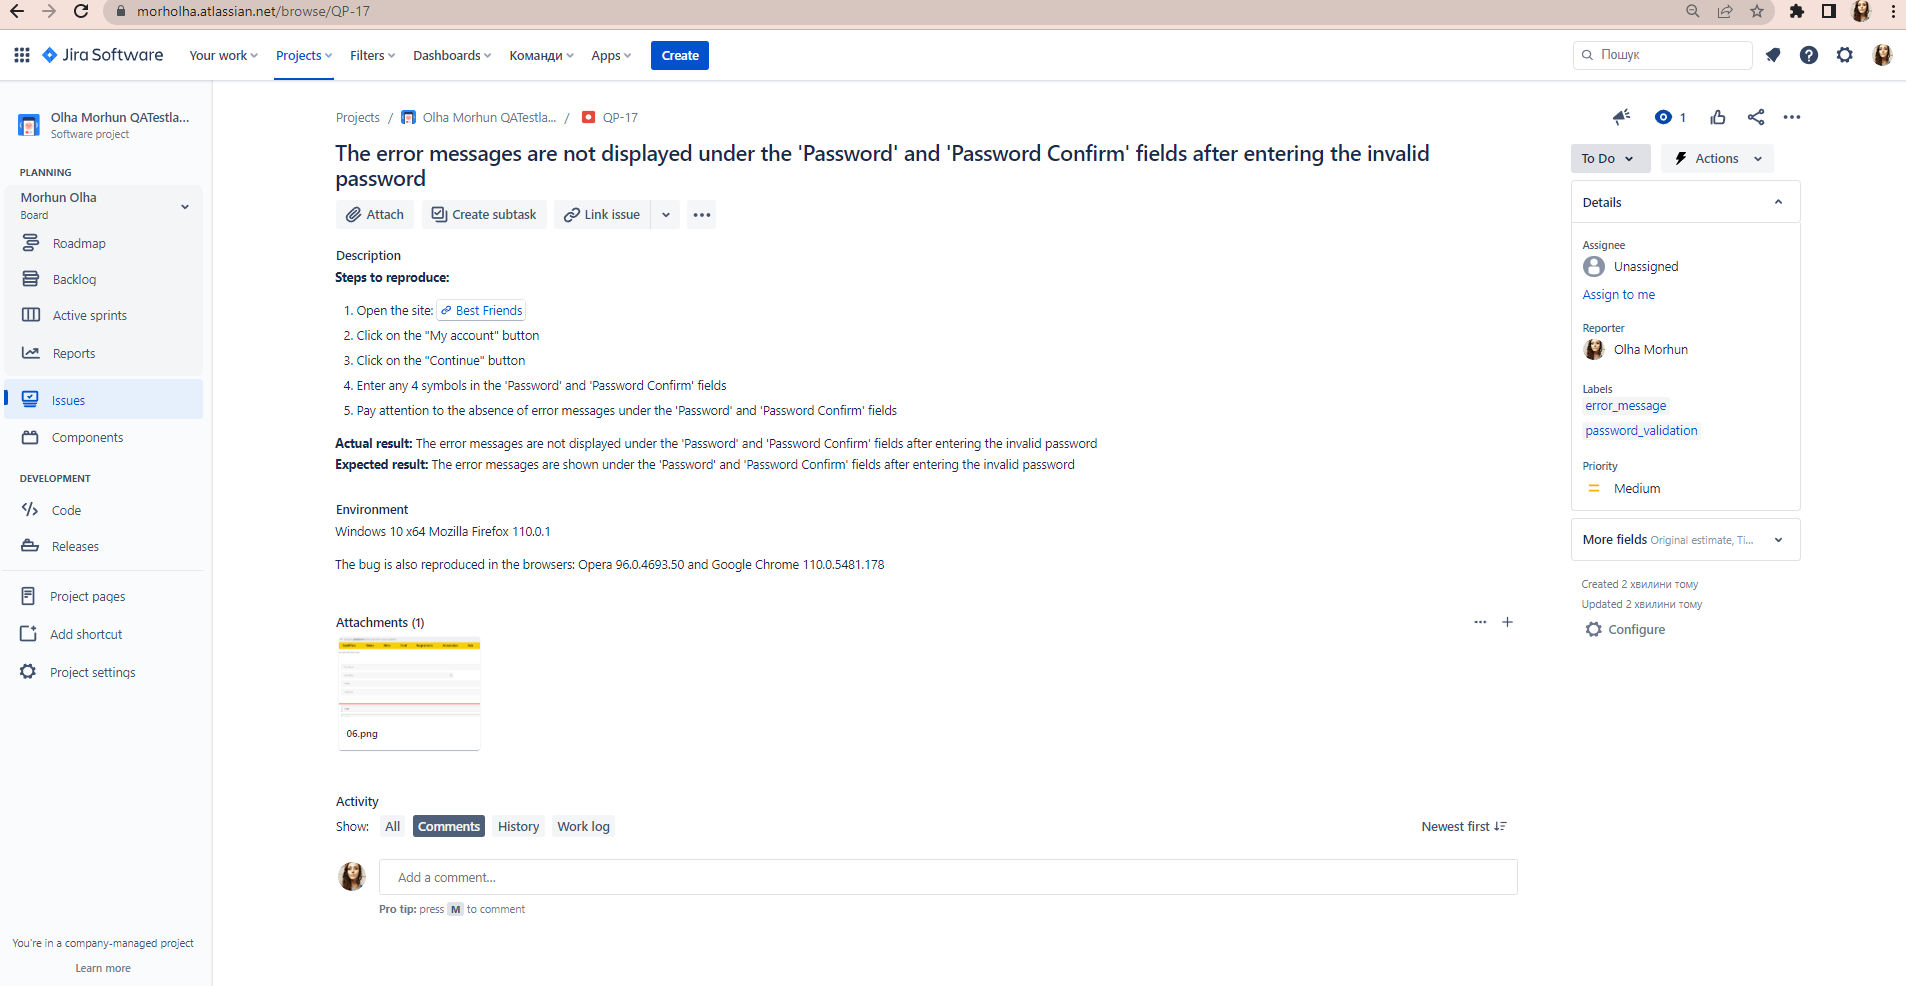 morholha.atlassian.net/browse/QP-17
Jira Software
Your work
Projects
Filters
Dashboards
Команди
Apps
Create
Пошук
Olha Morhun QATestla...
Software project
PLANNING
Morhun Olha
Board
Roadmap
Backlog
Active sprints
Reports
Issues
Components
DEVELOPMENT
Code
Releases
Project pages
Add shortcut
Project settings
You're in a company-managed project
Learn more
Projects / Olha Morhun QATestla... / QP-17
The error messages are not displayed under the 'Password' and 'Password Confirm' fields after entering the invalid
password
Attach
Create subtask
Link issue
Description
Steps to reproduce:
1. Open the site: Best Friends
2. Click on the "My account" button
3. Click on the "Continue" button
4. Enter any 4 symbols in the 'Password' and 'Password Confirm' fields
5. Pay attention to the absence of error messages under the 'Password' and 'Password Confirm' fields
Actual result: The error messages are not displayed under the 'Password' and 'Password Confirm' fields after entering the invalid password
Expected result: The error messages are shown under the 'Password' and 'Password Confirm' fields after entering the invalid password
Environment
Windows 10 x64 Mozilla Firefox 110.0.1
The bug is also reproduced in the browsers: Opera 96.0.4693.50 and Google Chrome 110.0.5481.178
Attachments (1)
06.png
Activity
Show: All Comments History Work log
Newest first
Add a comment...
Pro tip: press M to comment
1
To Do
Actions
Details
Assignee
Unassigned
Assign to me
Reporter
Olha Morhun
Labels
error_message
password_validation
Priority
Medium
More fields Original estimate, Ti...
Created 2 хвилини тому
Updated 2 хвилини тому
Configure